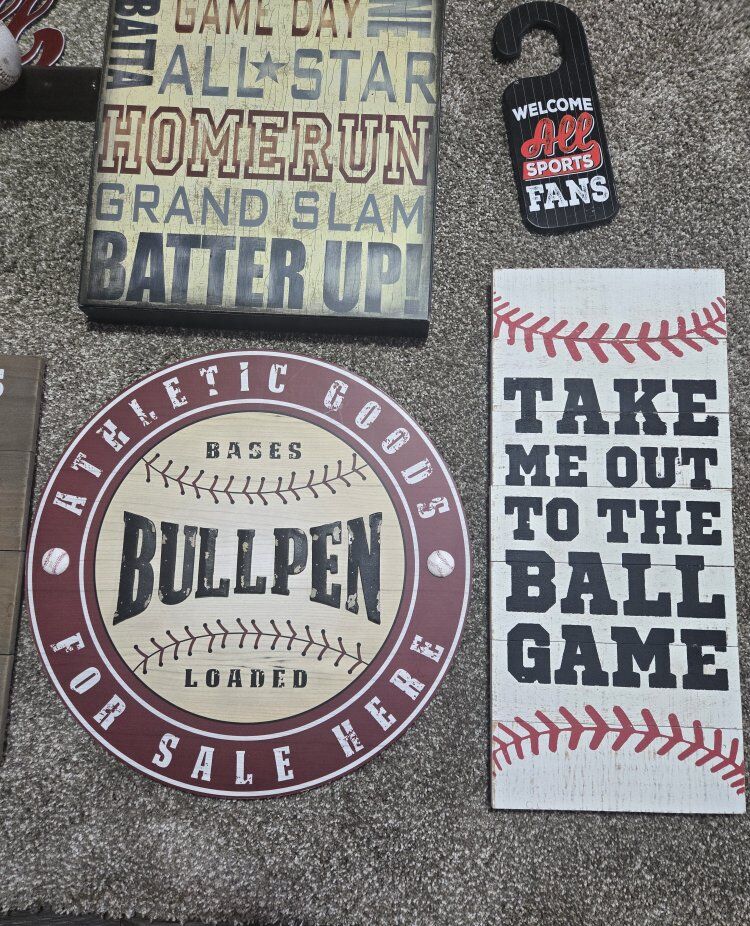 GAME DAY
BATA
ALL★STAR
HOMERUN
GRAND SLAM
BATTER UP!
WELCOME
All
SPORTS
FANS
ATHLETIC GOODS
BASES
BULLPEN
LOADED
FOR SALE HERE
TAKE
ME OUT
TO THE
BALL
GAME